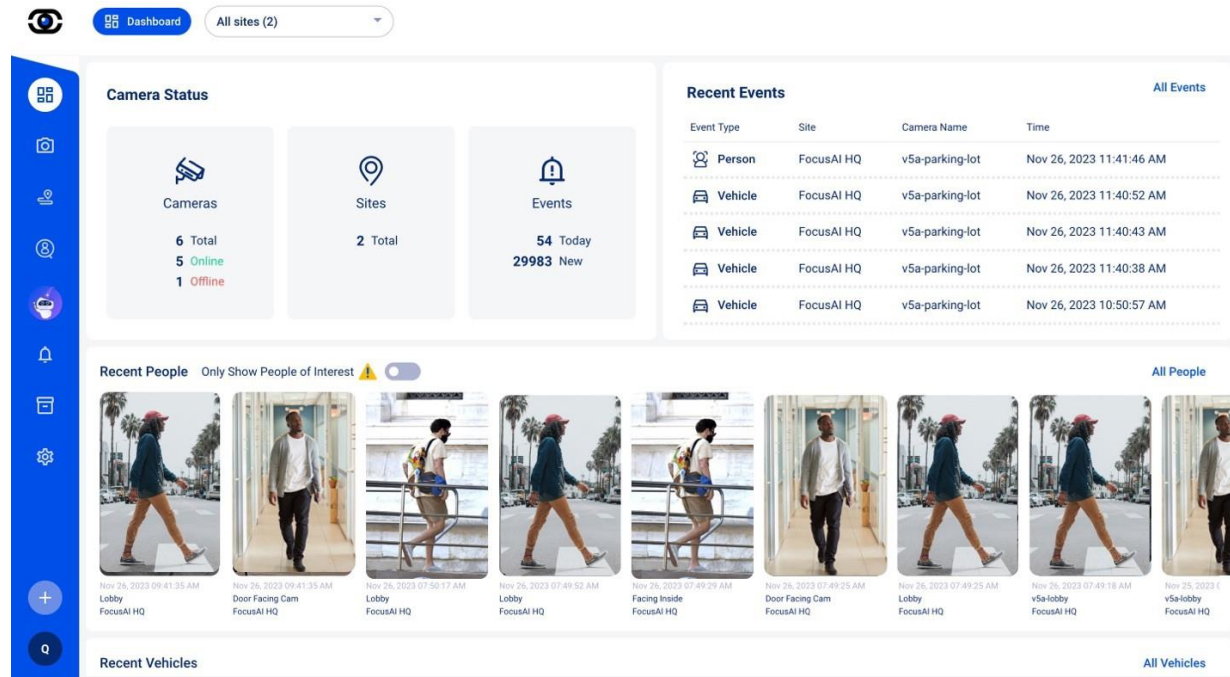 Dashboard
All sites (2)
Camera Status
Cameras
6 Total
5 Online
1 Offline
Sites
2 Total
Events
54 Today
29983 New
Recent Events
All Events
Event Type Site Camera Name Time
Person FocusAI HQ v5a-parking-lot Nov 26, 2023 11:41:46 AM
Vehicle FocusAI HQ v5a-parking-lot Nov 26, 2023 11:40:52 AM
Vehicle FocusAI HQ v5a-parking-lot Nov 26, 2023 11:40:43 AM
Vehicle FocusAI HQ v5a-parking-lot Nov 26, 2023 11:40:38 AM
Vehicle FocusAI HQ v5a-parking-lot Nov 26, 2023 10:50:57 AM
Recent People Only Show People of Interest
All People
Nov 26, 2023 09:41:35 AM
Lobby
FocusAI HQ
Nov 26, 2023 09:41:35 AM
Door Facing Cam
FocusAI HQ
Nov 26, 2023 07:50:17 AM
Lobby
FocusAI HQ
Nov 26, 2023 07:49:52 AM
Lobby
FocusAI HQ
Nov 26, 2023 07:49:29 AM
Facing Inside
FocusAI HQ
Nov 26, 2023 07:49:25 AM
Door Facing Cam
FocusAI HQ
Nov 26, 2023 07:49:25 AM
Lobby
FocusAI HQ
Nov 26, 2023 07:49:18 AM
v5a-lobby
FocusAI HQ
Nov 25, 2023
v5a-lobby
FocusAI HQ
Q
Recent Vehicles
All Vehicles